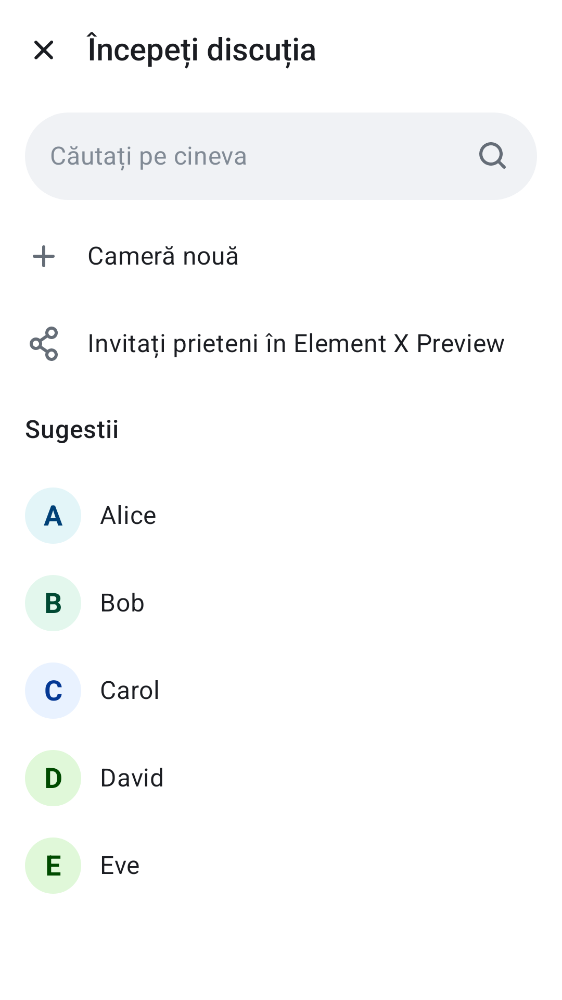 Începeți discuția
Căutați pe cineva
Cameră nouă
Invitați prieteni în Element X Preview
Sugestii
A Alice
B Bob
C Carol
D David
E Eve